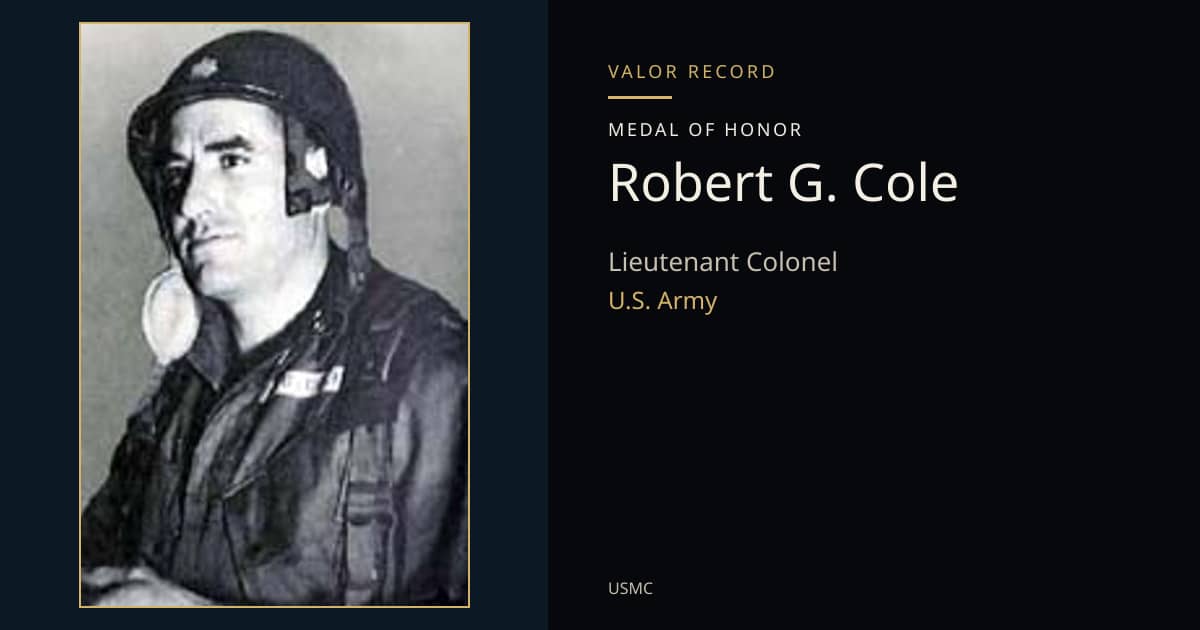 VALOR RECORD
MEDAL OF HONOR
Robert G. Cole
Lieutenant Colonel
U.S. Army
USMC